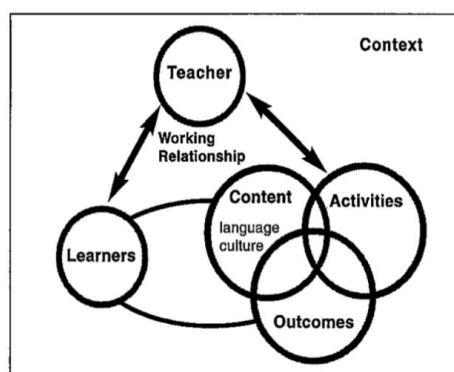 Context
Teacher
Working
Relationship
Content
Activities
language
culture
Learners
Outcomes